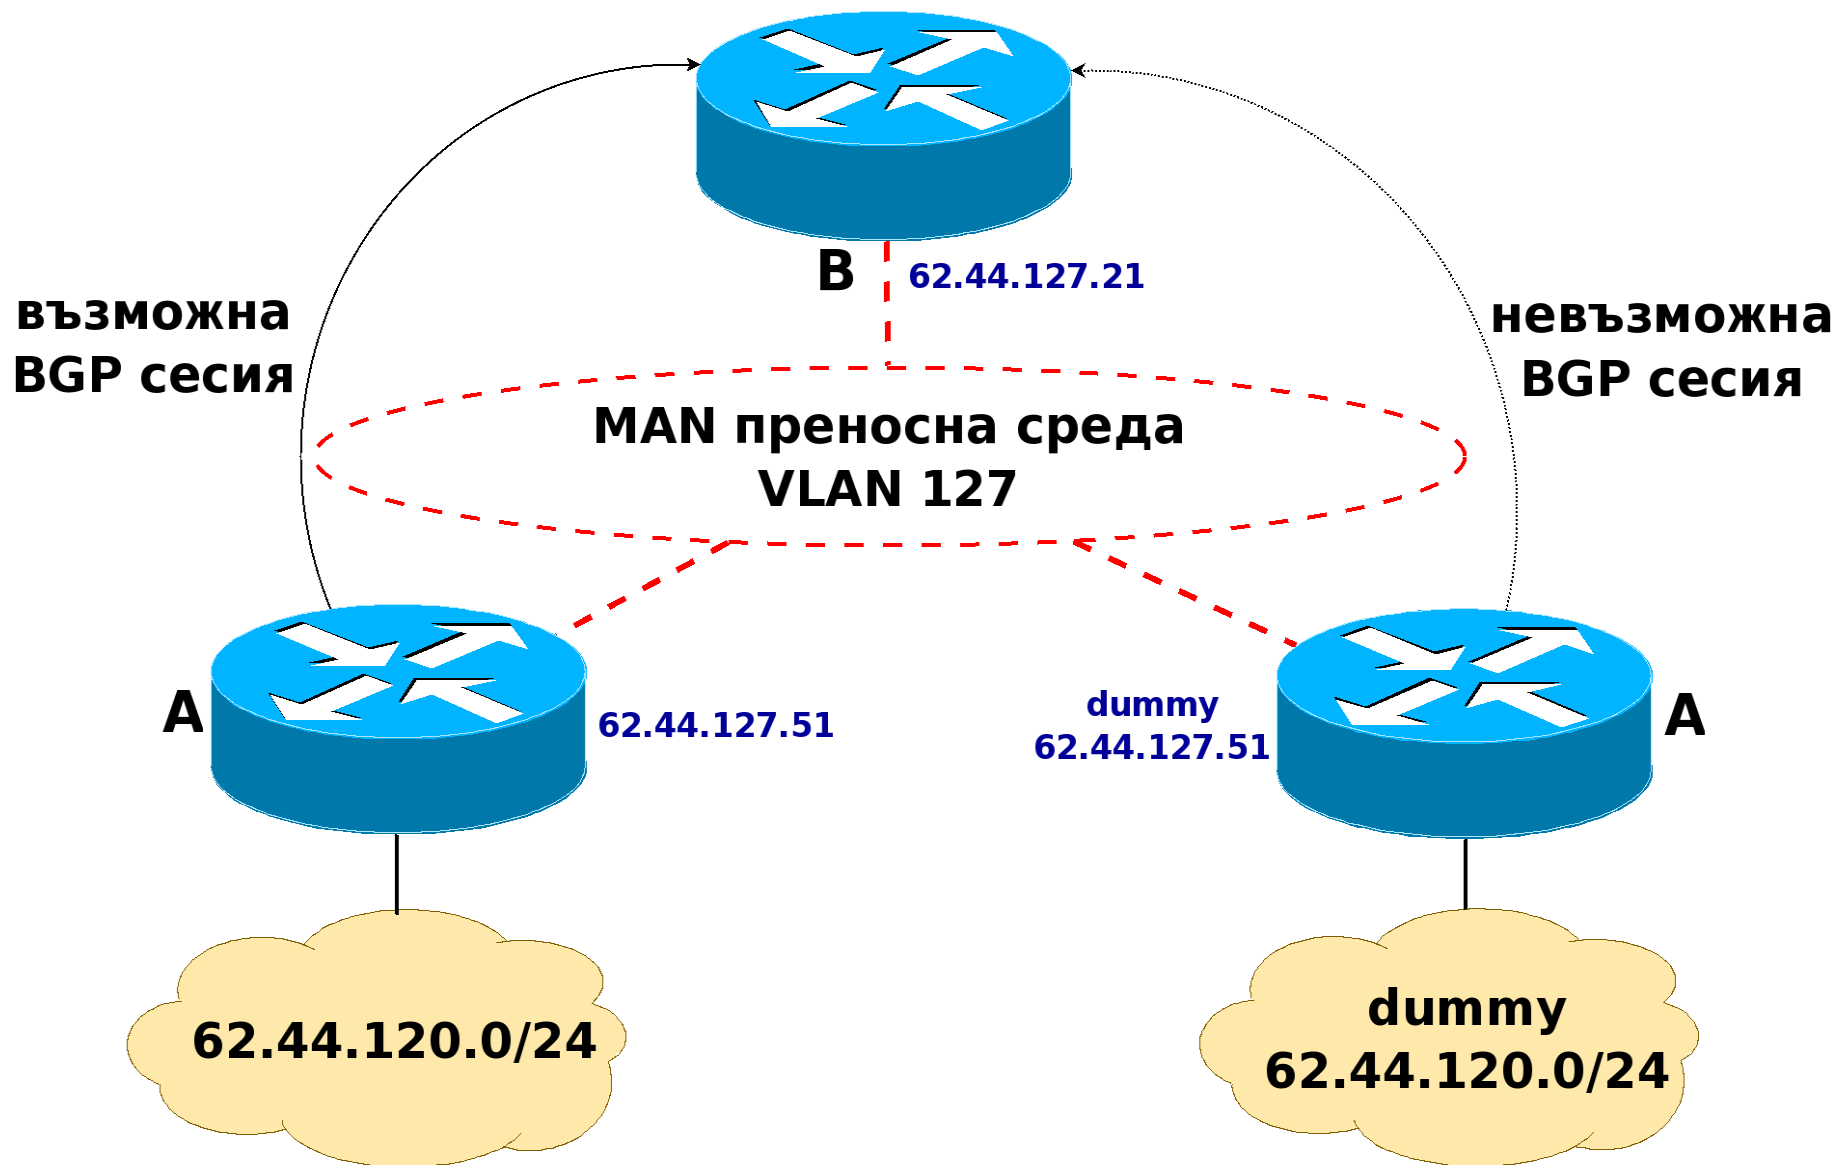 B
62.44.127.21
възможна
BGP сесия
невъзможна
BGP сесия
MAN преносна среда
VLAN 127
A
62.44.127.51
dummy
62.44.127.51
A
62.44.120.0/24
dummy
62.44.120.0/24